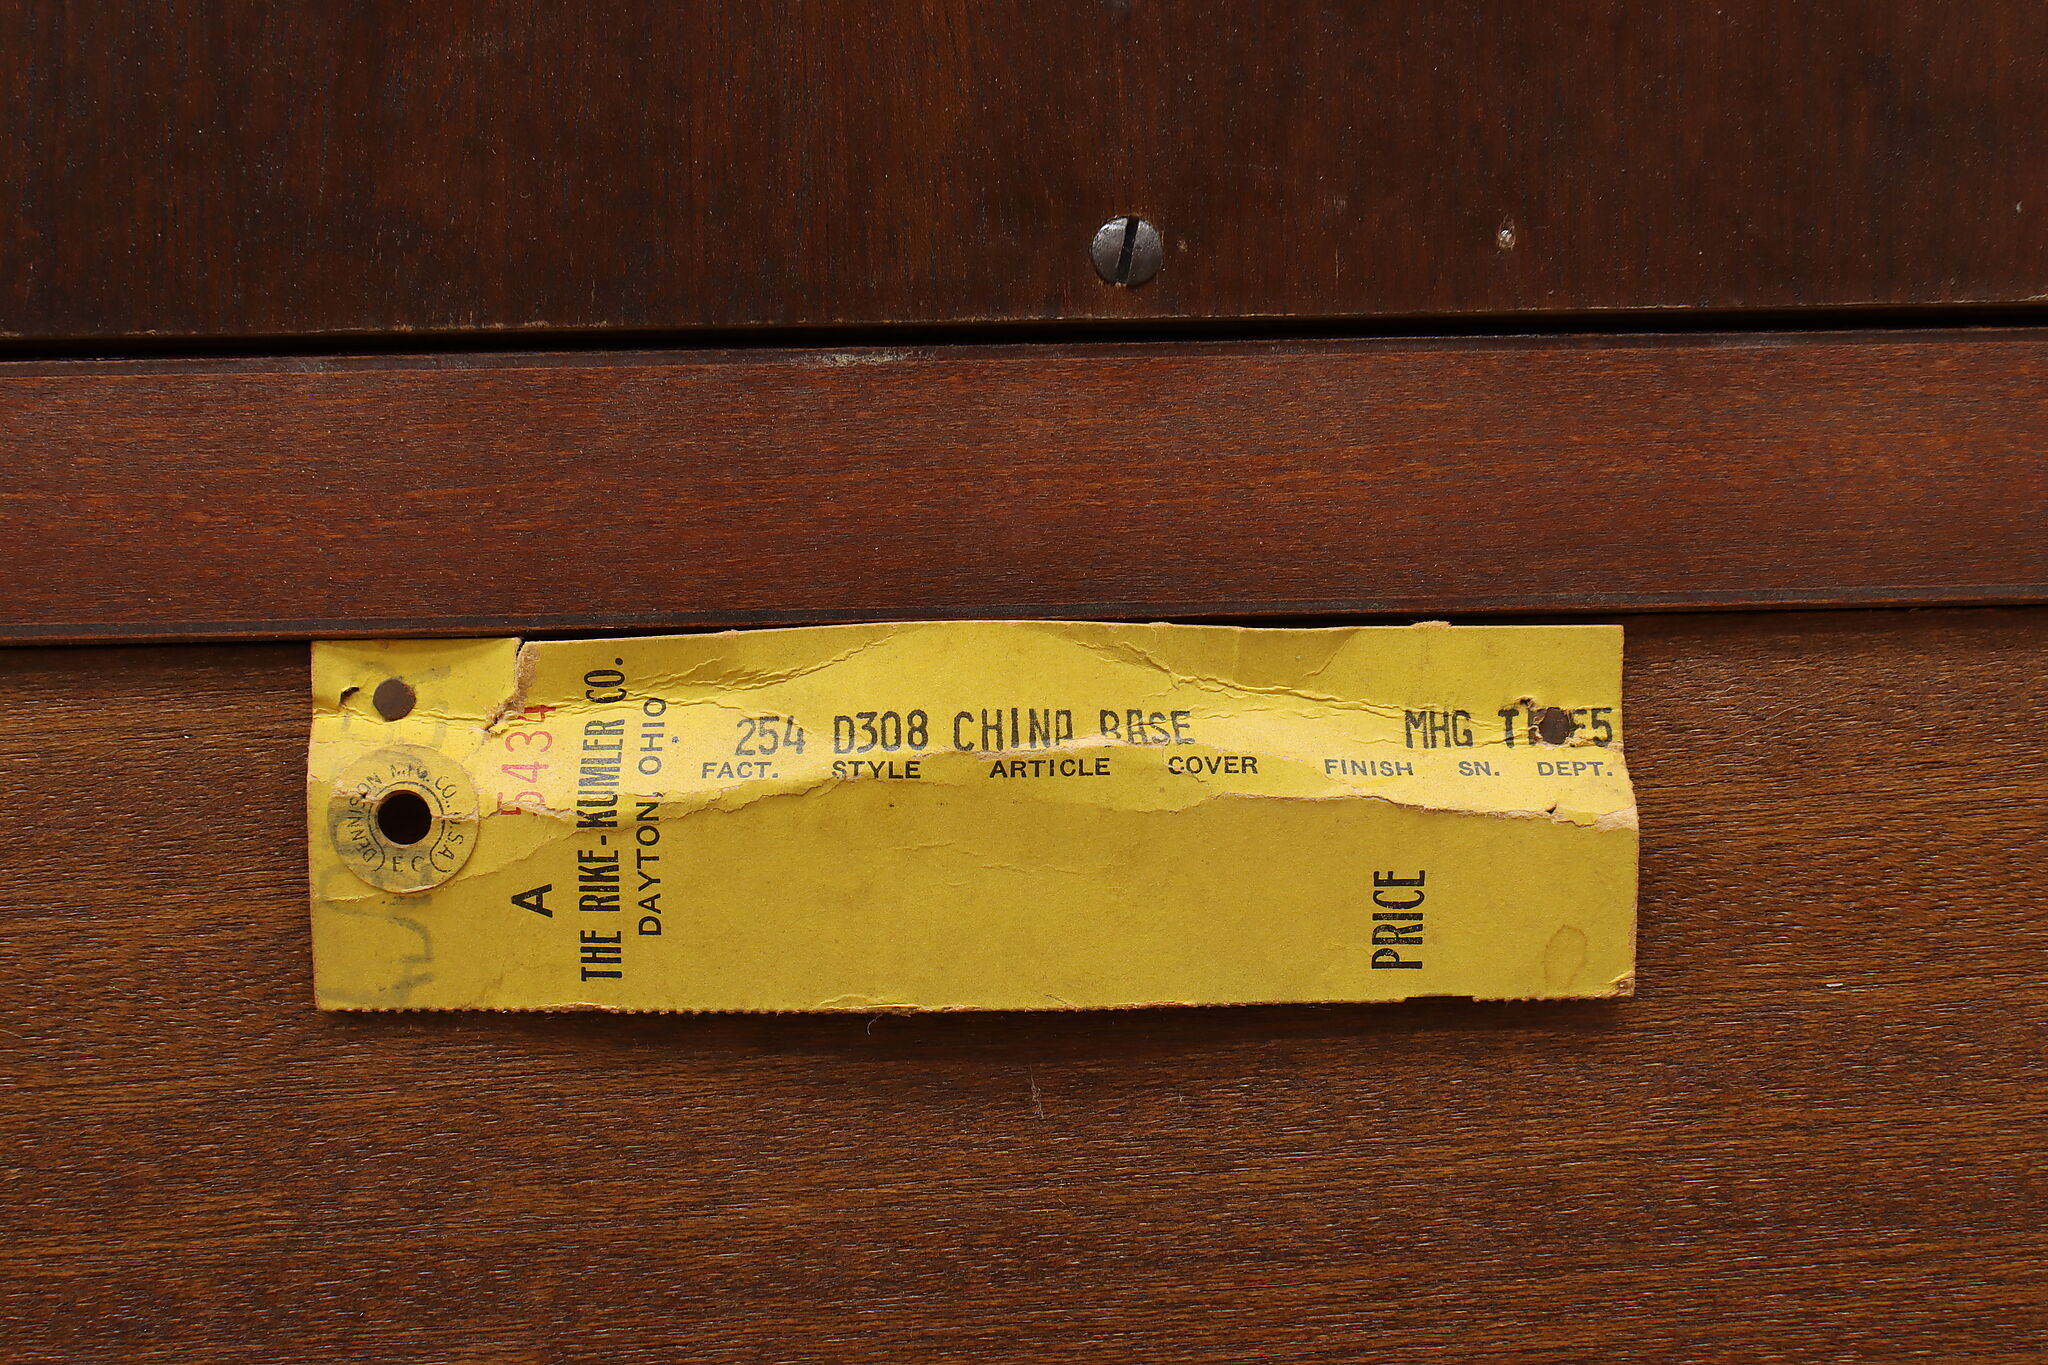 254 D308 CHINA BASE MHG
FACT. STYLE ARTICLE COVER FINISH SN. DEPT.
5434
A
THE RIKE-KUMLER CO.
DAYTON, OHIO
PRICE
DENNISON MFG. CO. U.S.A.
E C